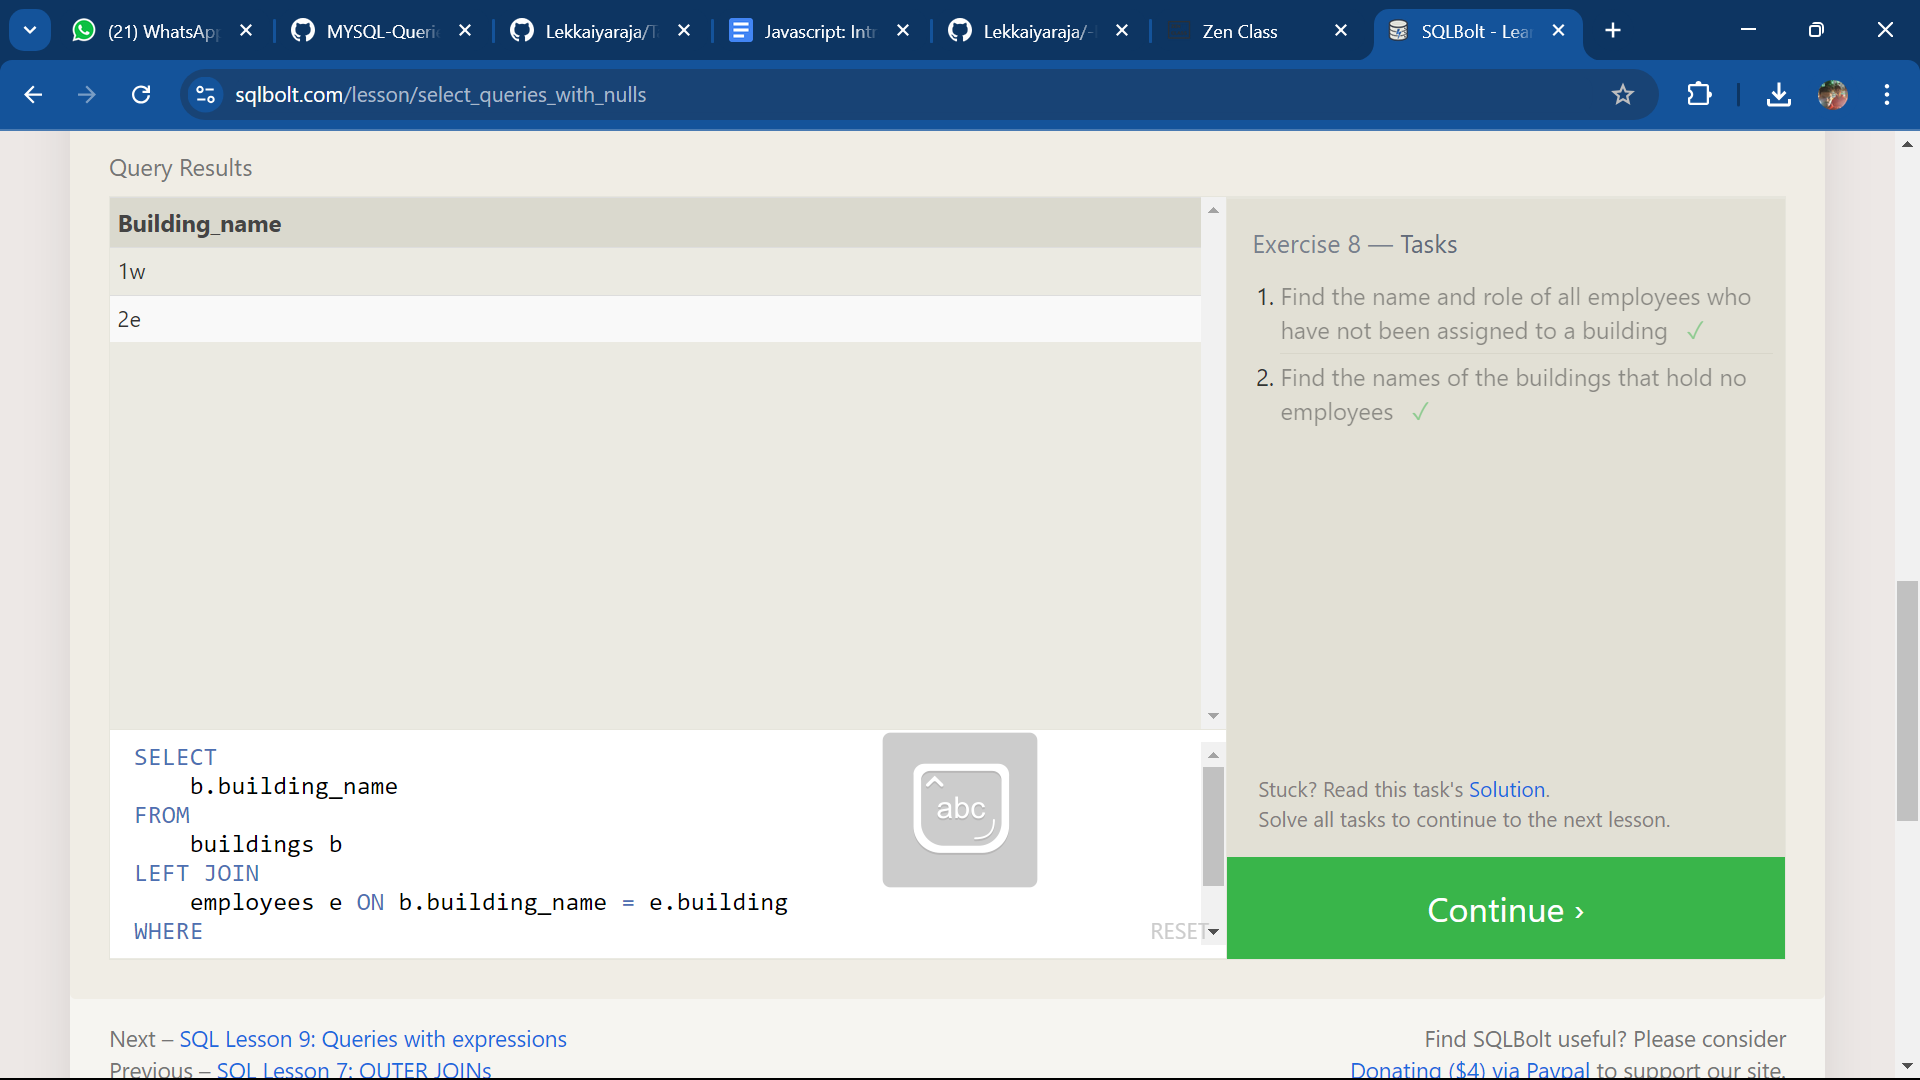 (21) WhatsApp
MYSQL-Queri
Lekkaiyaraja/T
Javascript: Intr
Lekkaiyaraja/-
Zen Class
SQLBolt - Lear
sqlbolt.com/lesson/select_queries_with_nulls
Query Results
Building_name
1w
2e
Exercise 8 — Tasks
1. Find the name and role of all employees who
have not been assigned to a building ✓
2. Find the names of the buildings that hold no
employees ✓
SELECT
b.building_name
FROM
buildings b
LEFT JOIN
employees e ON b.building_name = e.building
WHERE
abc
RESET
Stuck? Read this task's Solution.
Solve all tasks to continue to the next lesson.
Continue ›
Next – SQL Lesson 9: Queries with expressions
Previous – SQL Lesson 7: OUTER JOINs
Find SQLBolt useful? Please consider
Donating ($4) via Paypal to support our site.